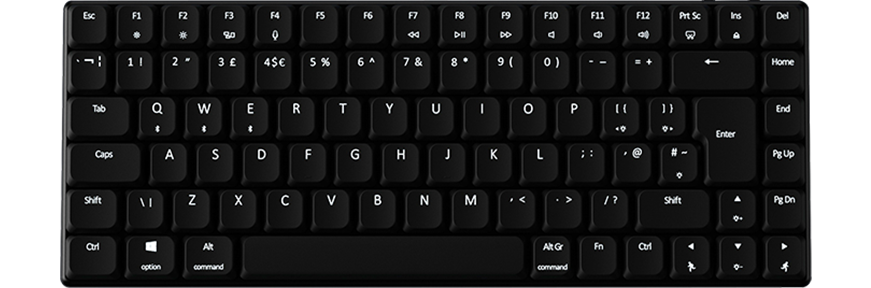 Esc F1 F2 F3 F4 F5 F6 F7 F8 F9 F10 F11 F12 Prt Sc Ins Del
` ¬ ¦ 1 ! 2 " 3 £ 4 $ € 5 % 6 ^ 7 & 8 * 9 ( 0 ) - – = + ← Home
Tab Q W E R T Y U I O P [ { ] } Enter End
Caps A S D F G H J K L ; : ' @ # ~ Pg Up
Shift \ | Z X C V B N M , < . > / ? Shift ▲ Pg Dn
Ctrl Alt Alt Gr Fn Ctrl ◄ ▼ ►
option command command